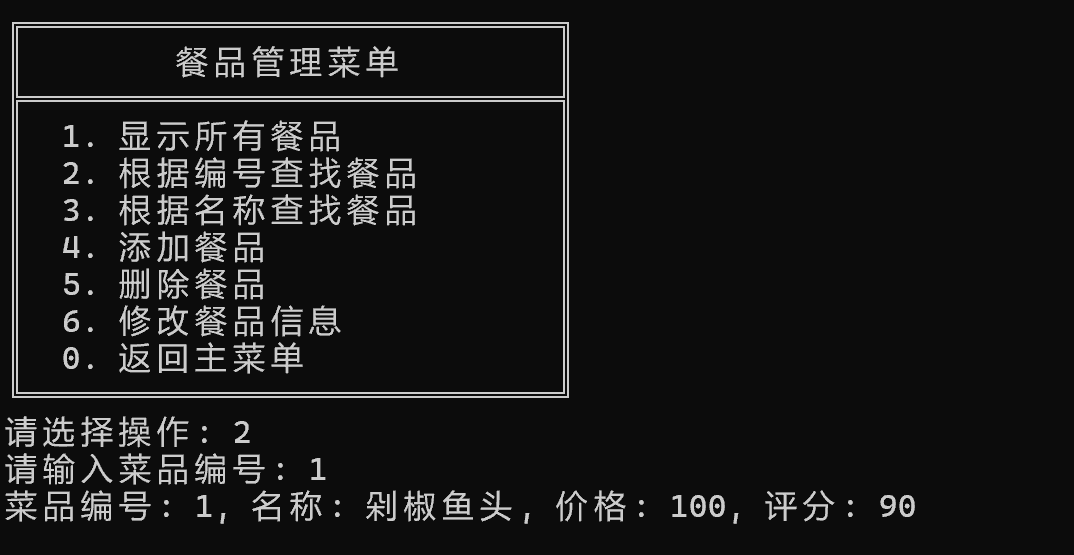 餐品管理菜单
1. 显示所有餐品
2. 根据编号查找餐品
3. 根据名称查找餐品
4. 添加餐品
5. 删除餐品
6. 修改餐品信息
0. 返回主菜单
请选择操作: 2
请输入菜品编号: 1
菜品编号: 1, 名称: 剁椒鱼头, 价格: 100, 评分: 90